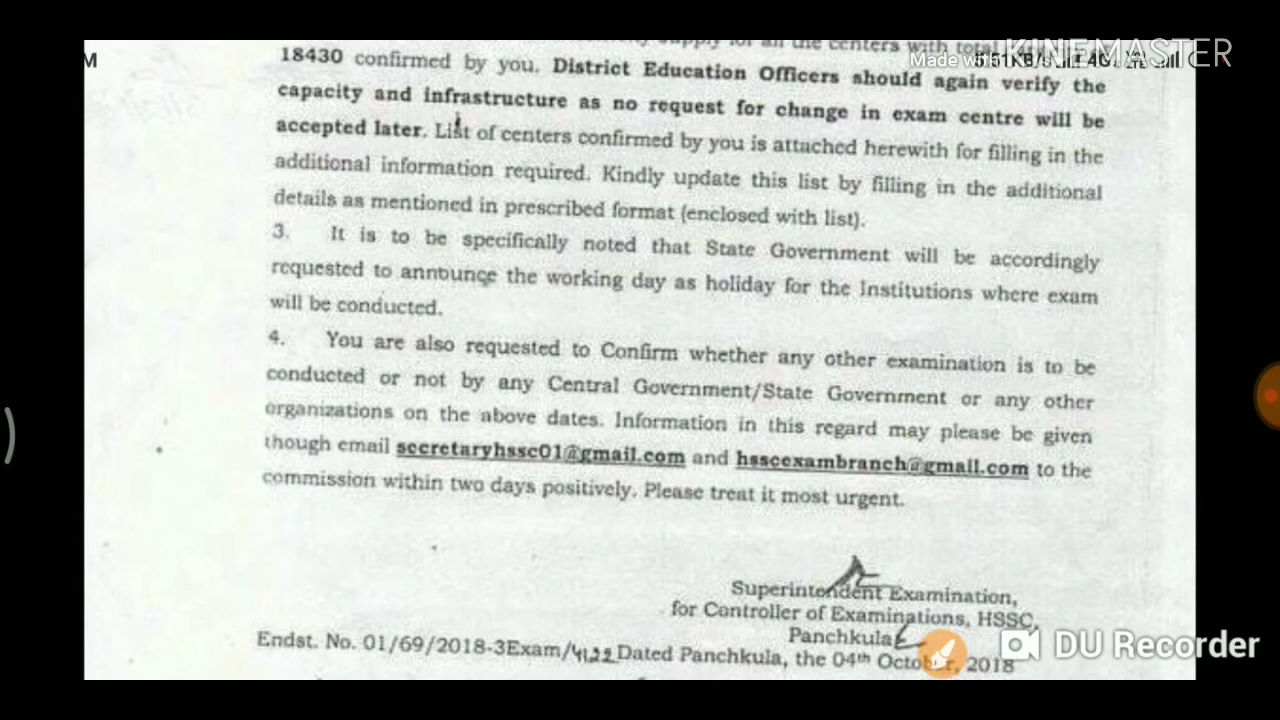 supply for all the centers with total
18430 confirmed by you. District Education Officers should again verify the
capacity and infrastructure as no request for change in exam centre will be
accepted later. List of centers confirmed by you is attached herewith for filling in the
additional information required. Kindly update this list by filling in the additional
details as mentioned in prescribed format (enclosed with list).
3. It is to be specifically noted that State Government will be accordingly
requested to announce the working day as holiday for the Institutions where exam
will be conducted.
4. You are also requested to Confirm whether any other examination is to be
conducted or not by any Central Government/State Government or any other
organizations on the above dates. Information in this regard may please be given
though email secretaryhssc01@gmail.com and hsscexambranch@gmail.com to the
commission within two days positively. Please treat it most urgent.
Superintendent Examination,
for Controller of Examinations, HSSC,
Panchkula
Endst. No. 01/69/2018-3Exam/ Dated Panchkula, the 04th October, 2018
M
Made with KINEMASTER
DU Recorder